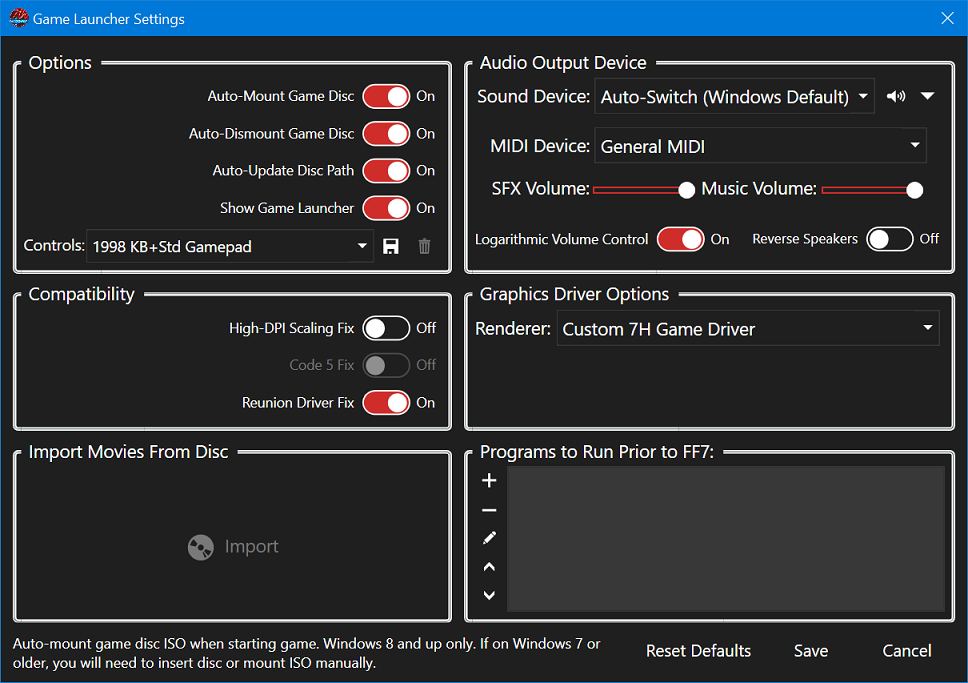 Game Launcher Settings
Options
Auto-Mount Game Disc On
Auto-Dismount Game Disc On
Auto-Update Disc Path On
Show Game Launcher On
Controls: 1998 KB+Std Gamepad
Audio Output Device
Sound Device: Auto-Switch (Windows Default)
MIDI Device: General MIDI
SFX Volume: Music Volume:
Logarithmic Volume Control On Reverse Speakers Off
Compatibility
High-DPI Scaling Fix Off
Code 5 Fix Off
Reunion Driver Fix On
Graphics Driver Options
Renderer: Custom 7H Game Driver
Import Movies From Disc
Import
Programs to Run Prior to FF7:
Auto-mount game disc ISO when starting game. Windows 8 and up only. If on Windows 7 or
older, you will need to insert disc or mount ISO manually.
Reset Defaults Save Cancel